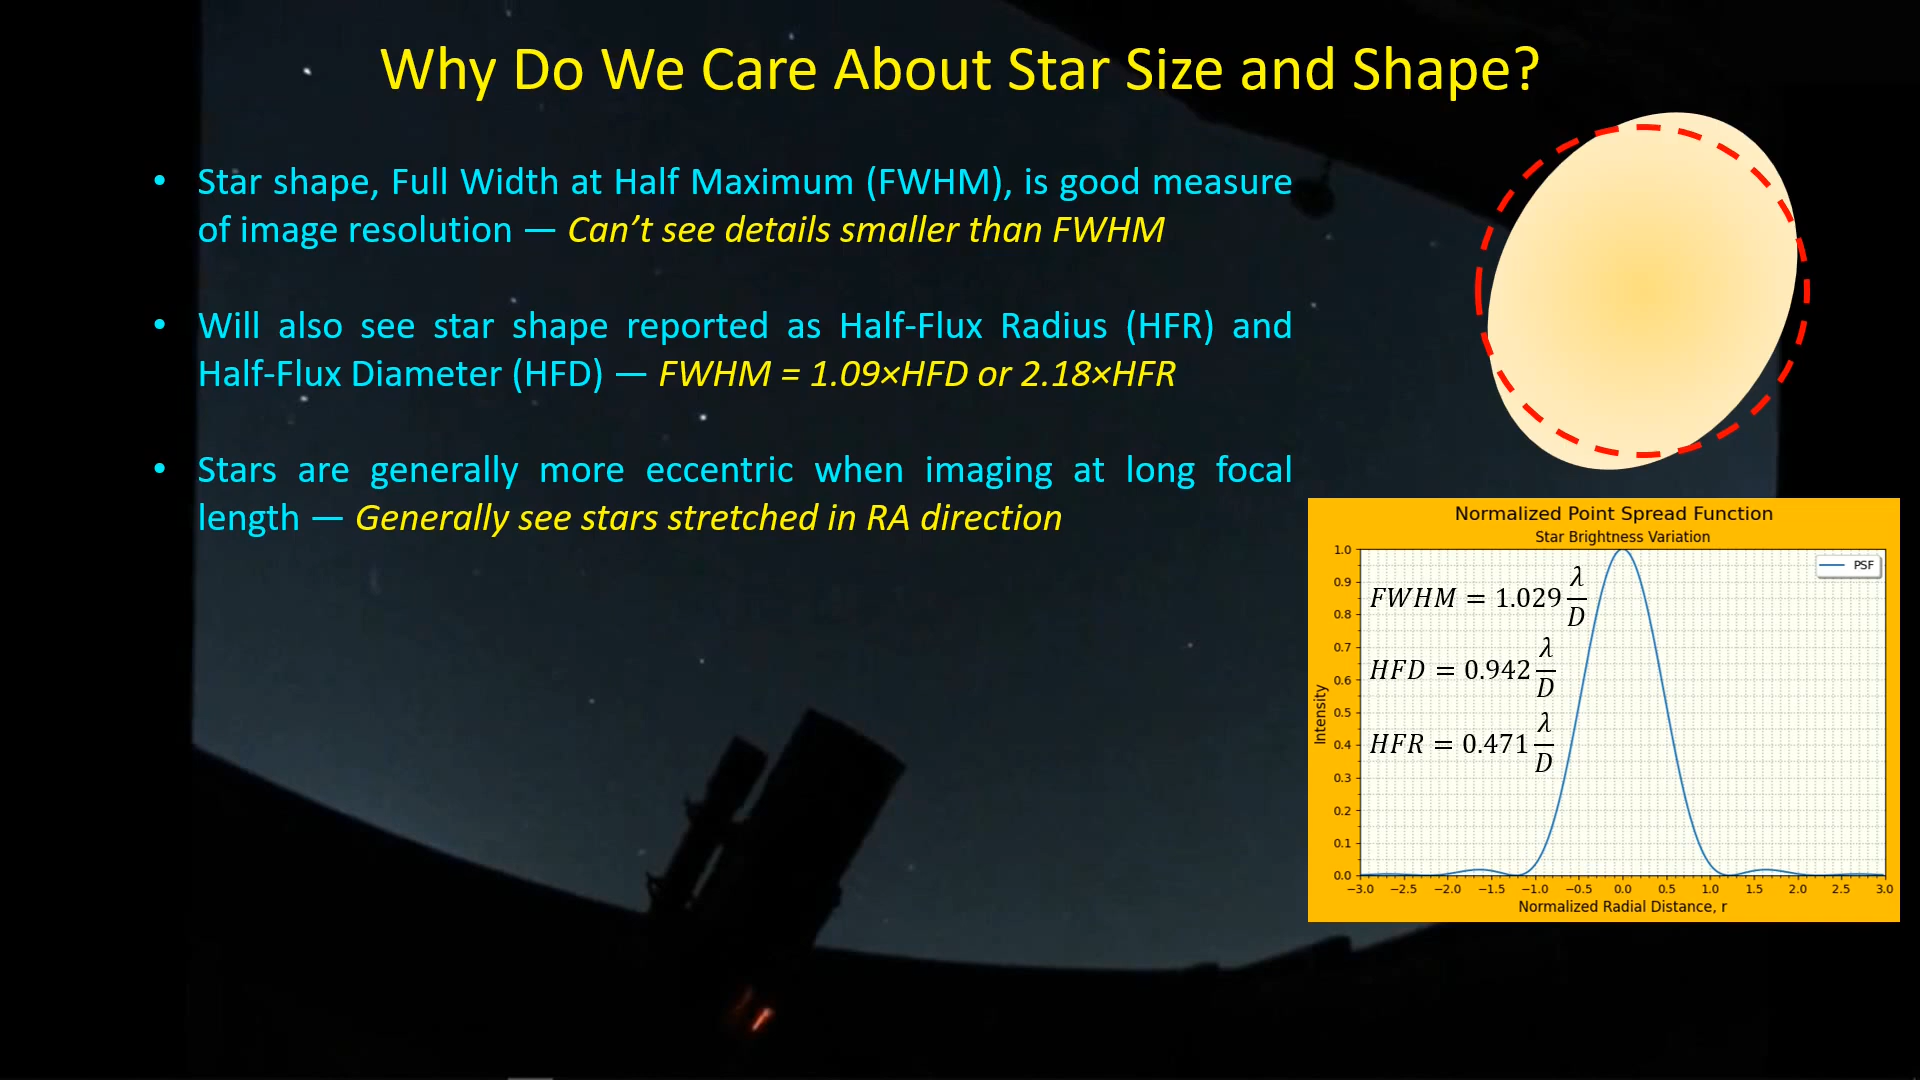 Why Do We Care About Star Size and Shape?
• Star shape, Full Width at Half Maximum (FWHM), is good measure
of image resolution — Can’t see details smaller than FWHM
• Will also see star shape reported as Half-Flux Radius (HFR) and
Half-Flux Diameter (HFD) — FWHM = 1.09×HFD or 2.18×HFR
• Stars are generally more eccentric when imaging at long focal
length — Generally see stars stretched in RA direction
Normalized Point Spread Function
Star Brightness Variation
PSF
FWHM = 1.029 λ/D
HFD = 0.942 λ/D
HFR = 0.471 λ/D
Intensity
1.0
0.9
0.8
0.7
0.6
0.5
0.4
0.3
0.2
0.1
0.0
−3.0 −2.5 −2.0 −1.5 −1.0 −0.5 0.0 0.5 1.0 1.5 2.0 2.5 3.0
Normalized Radial Distance, r